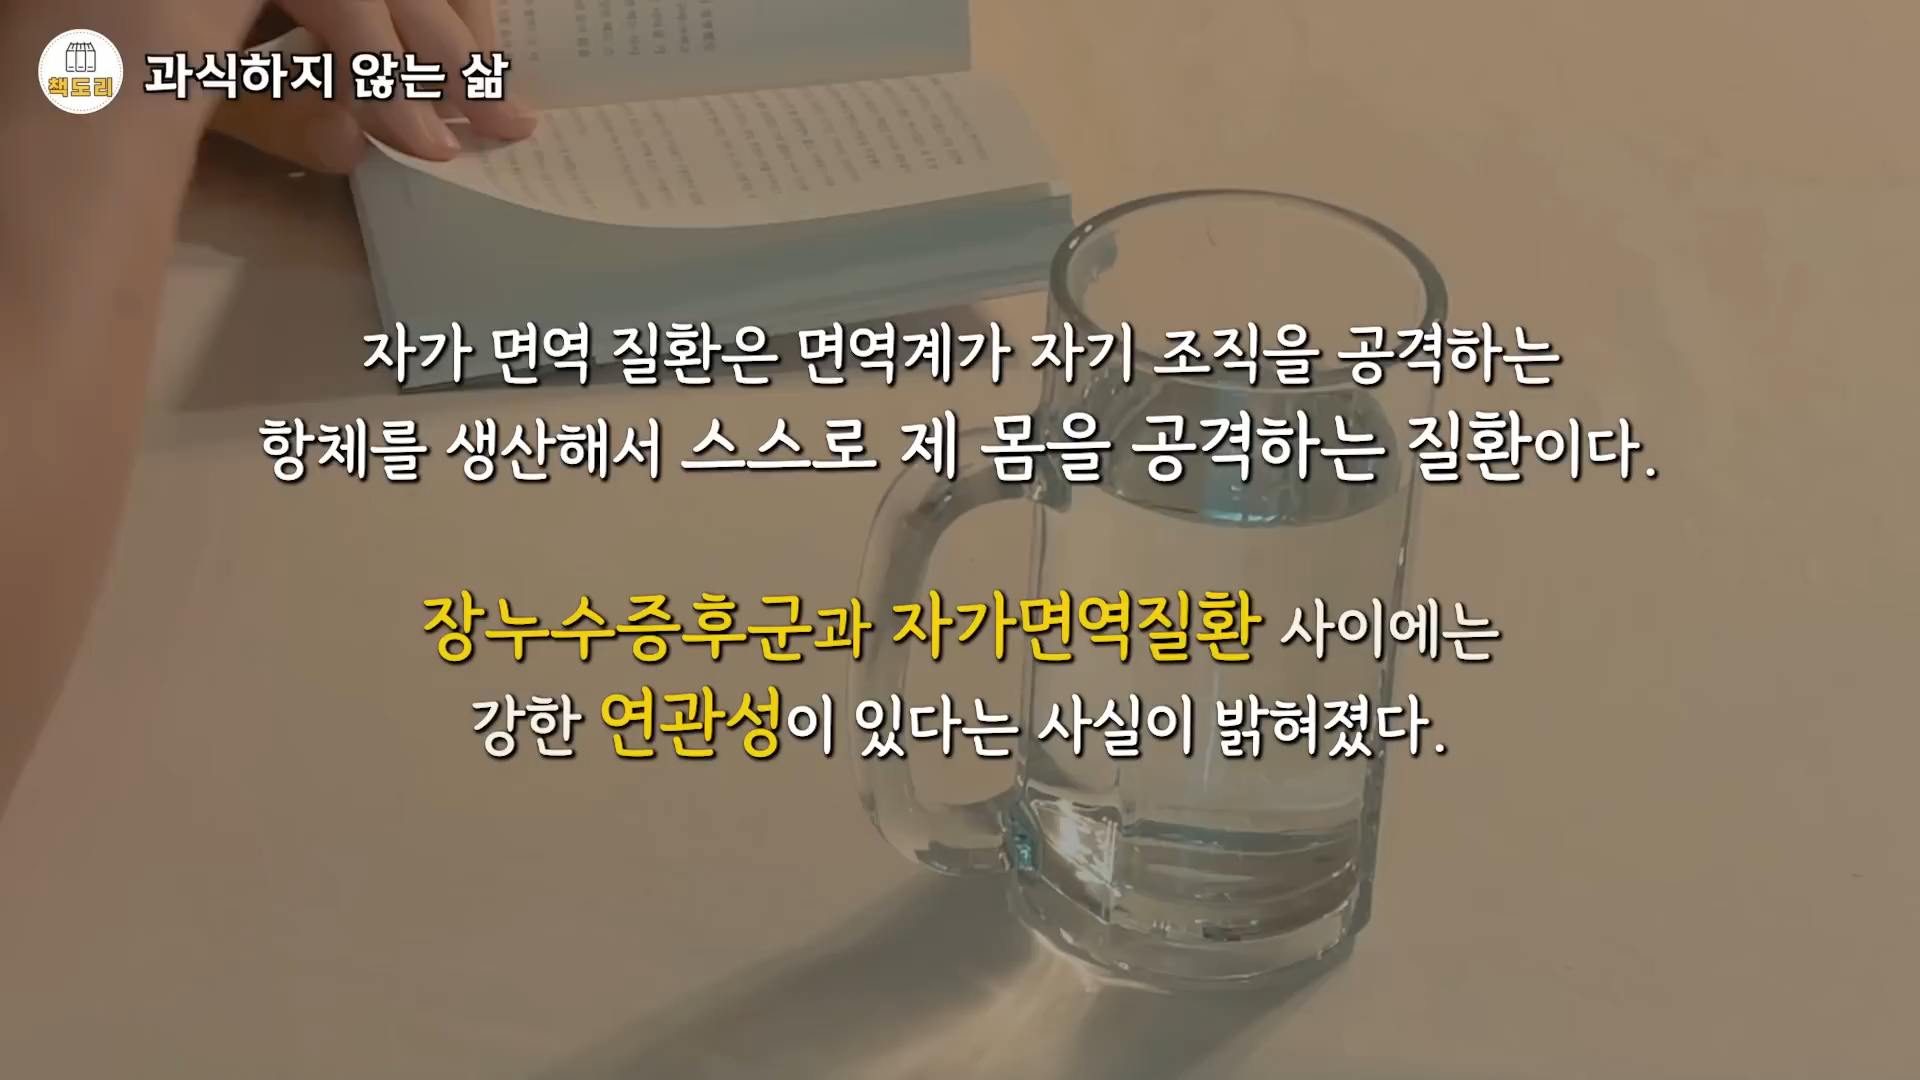 책도리
과식하지 않는 삶
자가 면역 질환은 면역계가 자기 조직을 공격하는
항체를 생산해서 스스로 제 몸을 공격하는 질환이다.
장누수증후군과 자가면역질환 사이에는
강한 연관성이 있다는 사실이 밝혀졌다.